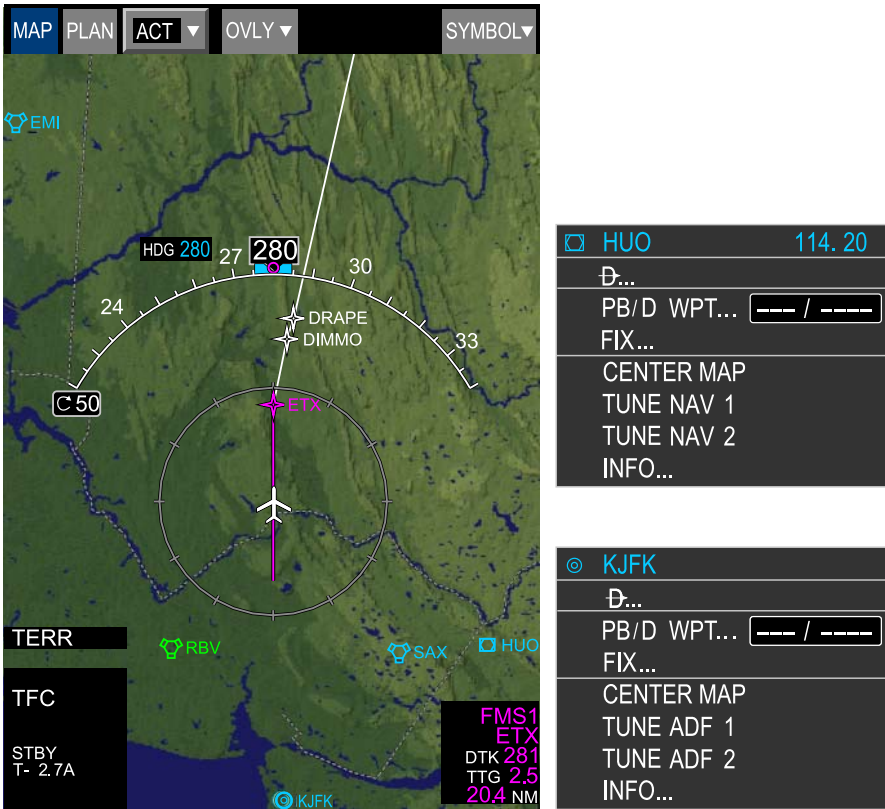 MAP PLAN ACT ▼ OVLY ▼ SYMBOL▼
EMI
HDG 280
27 280 30
24
33
DRAPE
DIMMO
50
ETX
TERR
RBV
SAX
HUO
TFC
STBY
T- 2.7A
KJFK
FMS1
ETX
DTK 281
TTG 2.5
20.4 NM
HUO 114.20
D...
PB/D WPT... --- / ----
FIX...
CENTER MAP
TUNE NAV 1
TUNE NAV 2
INFO...
KJFK
D...
PB/D WPT... --- / ----
FIX...
CENTER MAP
TUNE ADF 1
TUNE ADF 2
INFO...